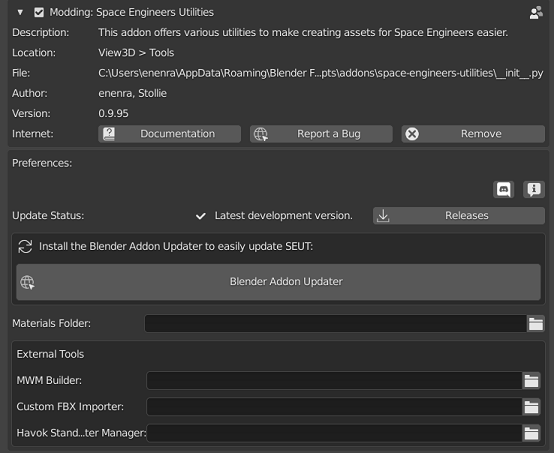 Modding: Space Engineers Utilities
Description: This addon offers various utilities to make creating assets for Space Engineers easier.
Location: View3D > Tools
File: C:\Users\enenra\AppData\Roaming\Blender F...pts\addons\space-engineers-utilities\__init__.py
Author: enenra, Stollie
Version: 0.9.95
Internet: Documentation Report a Bug Remove
Preferences:
Update Status: Latest development version. Releases
Install the Blender Addon Updater to easily update SEUT:
Blender Addon Updater
Materials Folder:
External Tools
MWM Builder:
Custom FBX Importer:
Havok Stand...ter Manager: